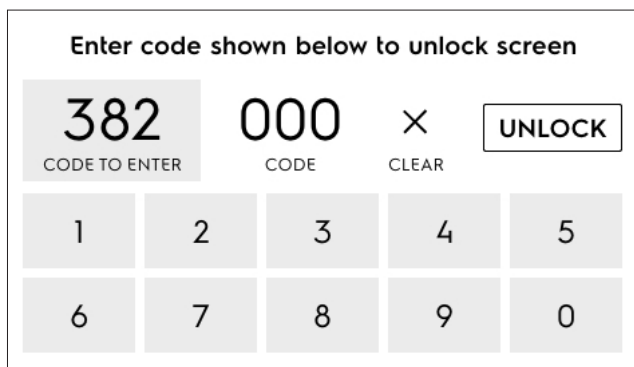 Enter code shown below to unlock screen
382 000 × UNLOCK
CODE TO ENTER CODE CLEAR
1 2 3 4 5
6 7 8 9 0